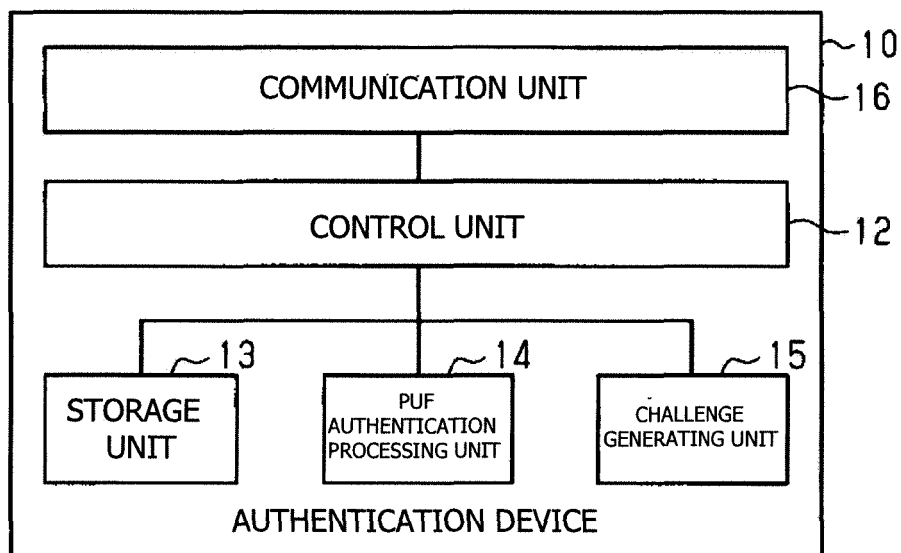 10
COMMUNICATION UNIT
16
CONTROL UNIT
12
13
14
15
STORAGE
UNIT
PUF
AUTHENTICATION
PROCESSING UNIT
CHALLENGE
GENERATING UNIT
AUTHENTICATION DEVICE